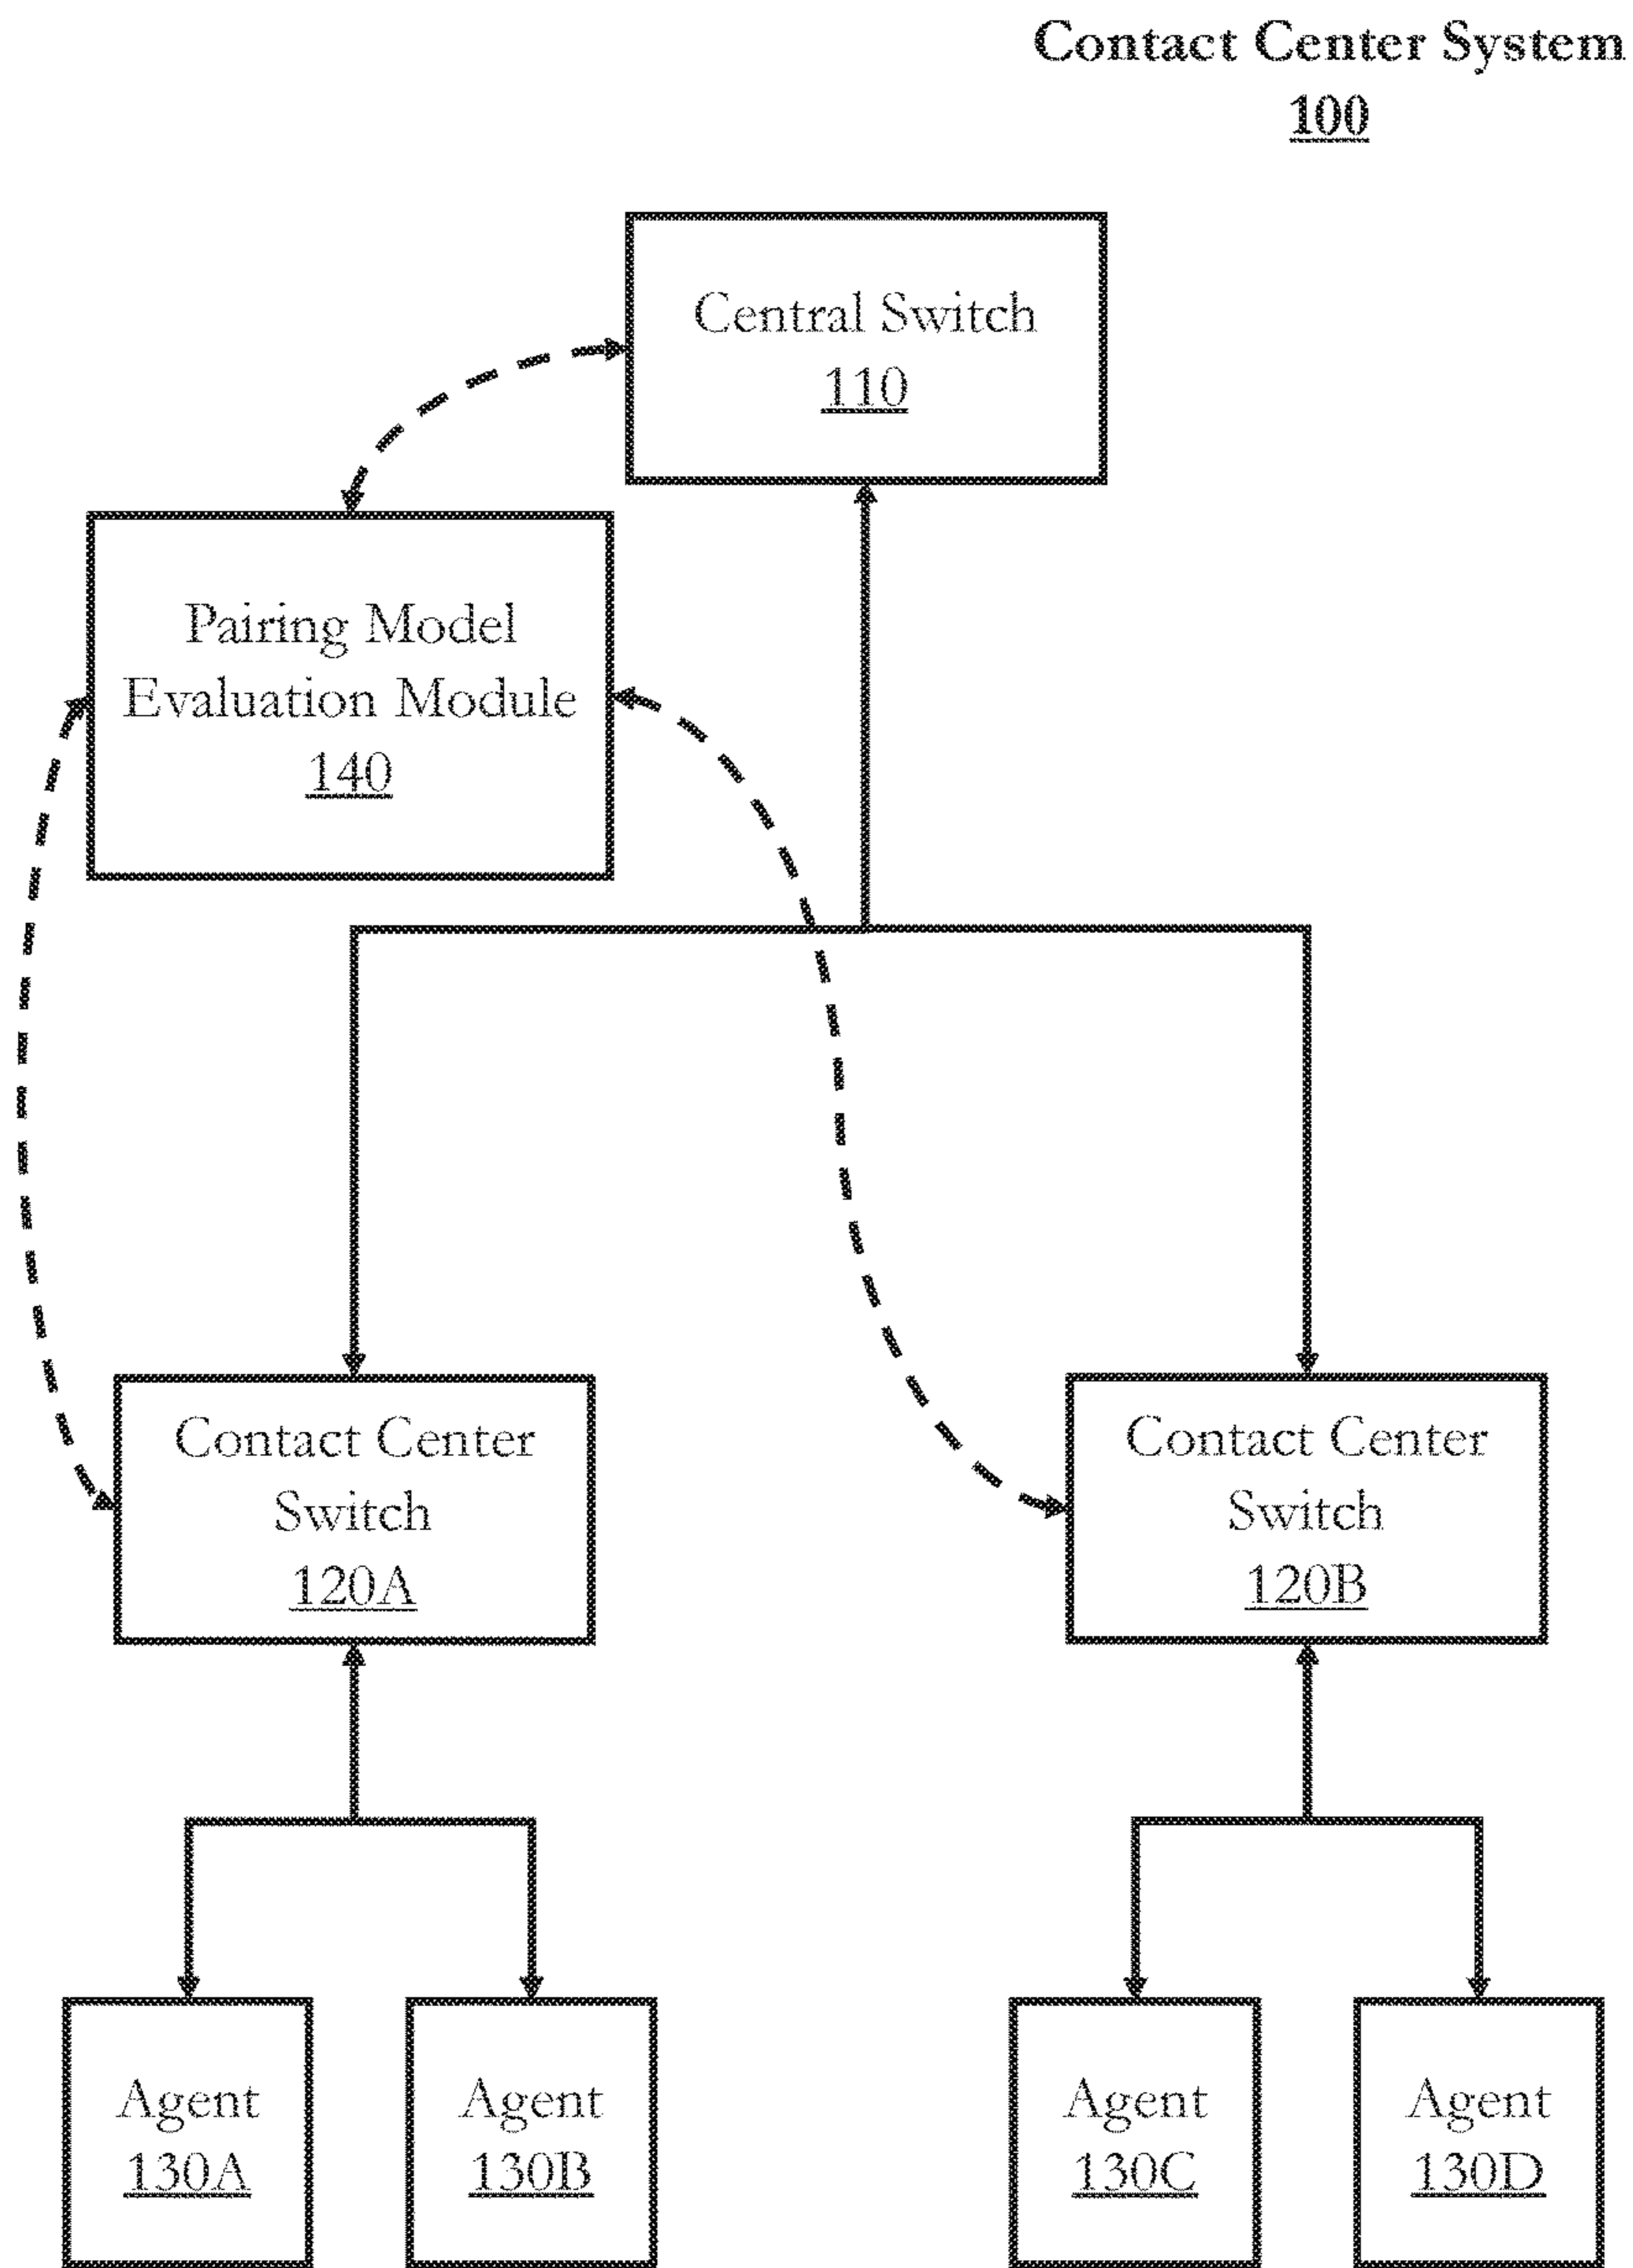 Contact Center System
100
Central Switch
110
Pairing Model
Evaluation Module
140
Contact Center
Switch
120A
Contact Center
Switch
120B
Agent
130A
Agent
130B
Agent
130C
Agent
130D